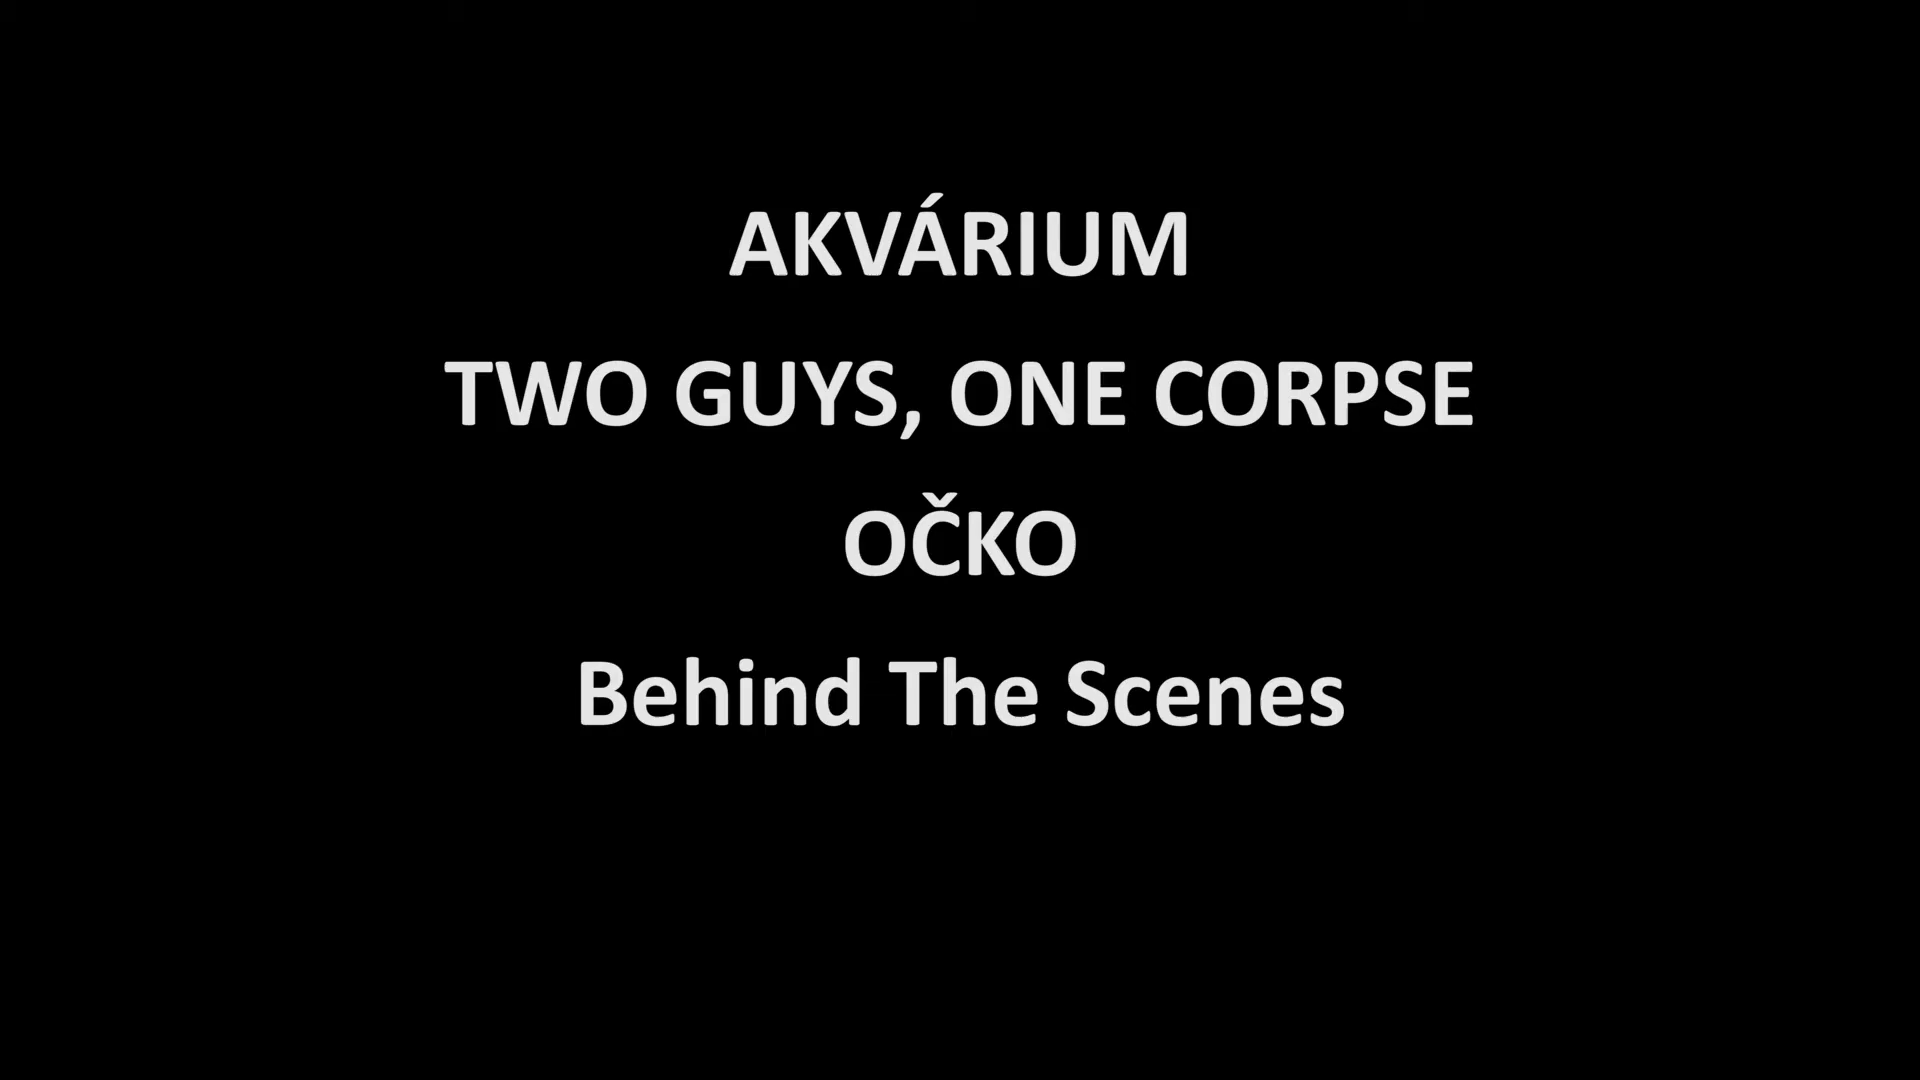 AKVÁRIUM
TWO GUYS, ONE CORPSE
OČKO
Behind The Scenes